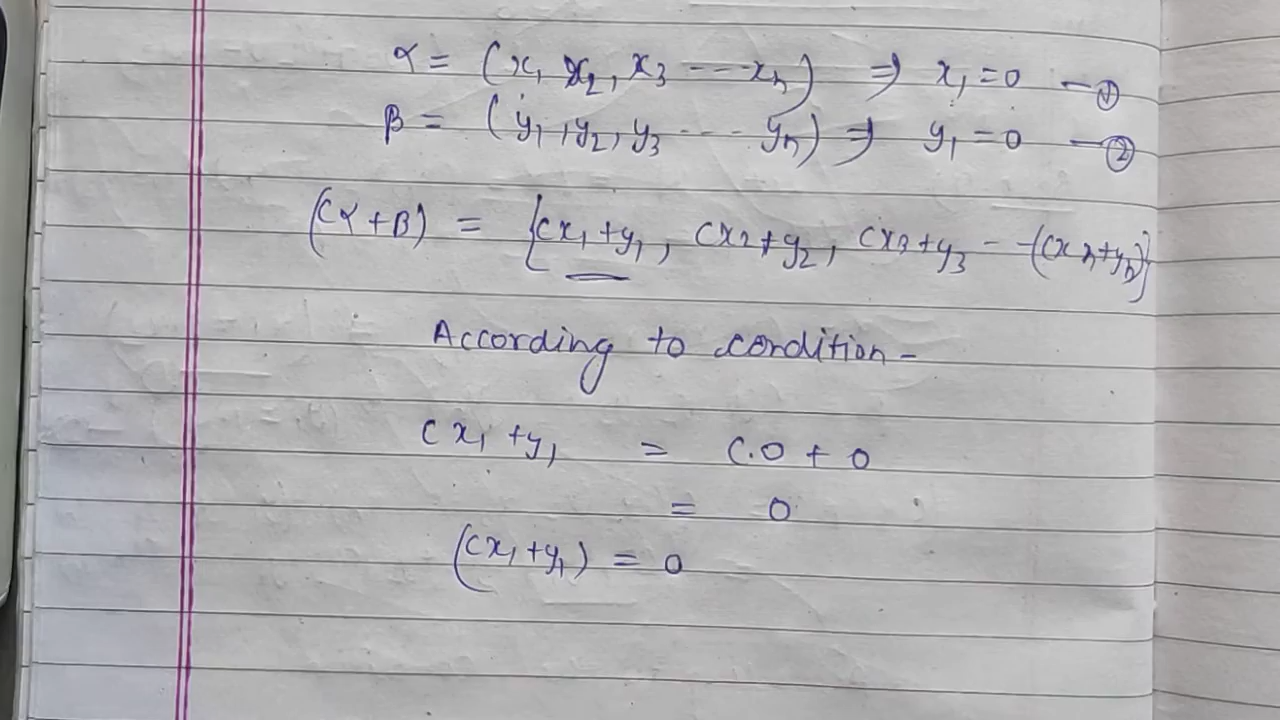 α = (x₁ x₂, x₃ ---xₙ) ⇒ x₁ = 0 —①
β = (y₁, y₂, y₃ --- yₙ) ⇒ y₁ = 0 —②
(cα+β) = {cx₁+y₁, cx₂+y₂, cx₃+y₃ --(cxₙ+yₙ)}
According to condition-
cx₁+y₁ = c.0 + 0
= 0
(cx₁+y₁) = 0